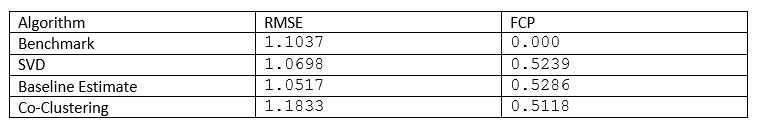 Algorithm RMSE FCP
Benchmark 1.1037 0.000
SVD 1.0698 0.5239
Baseline Estimate 1.0517 0.5286
Co-Clustering 1.1833 0.5118